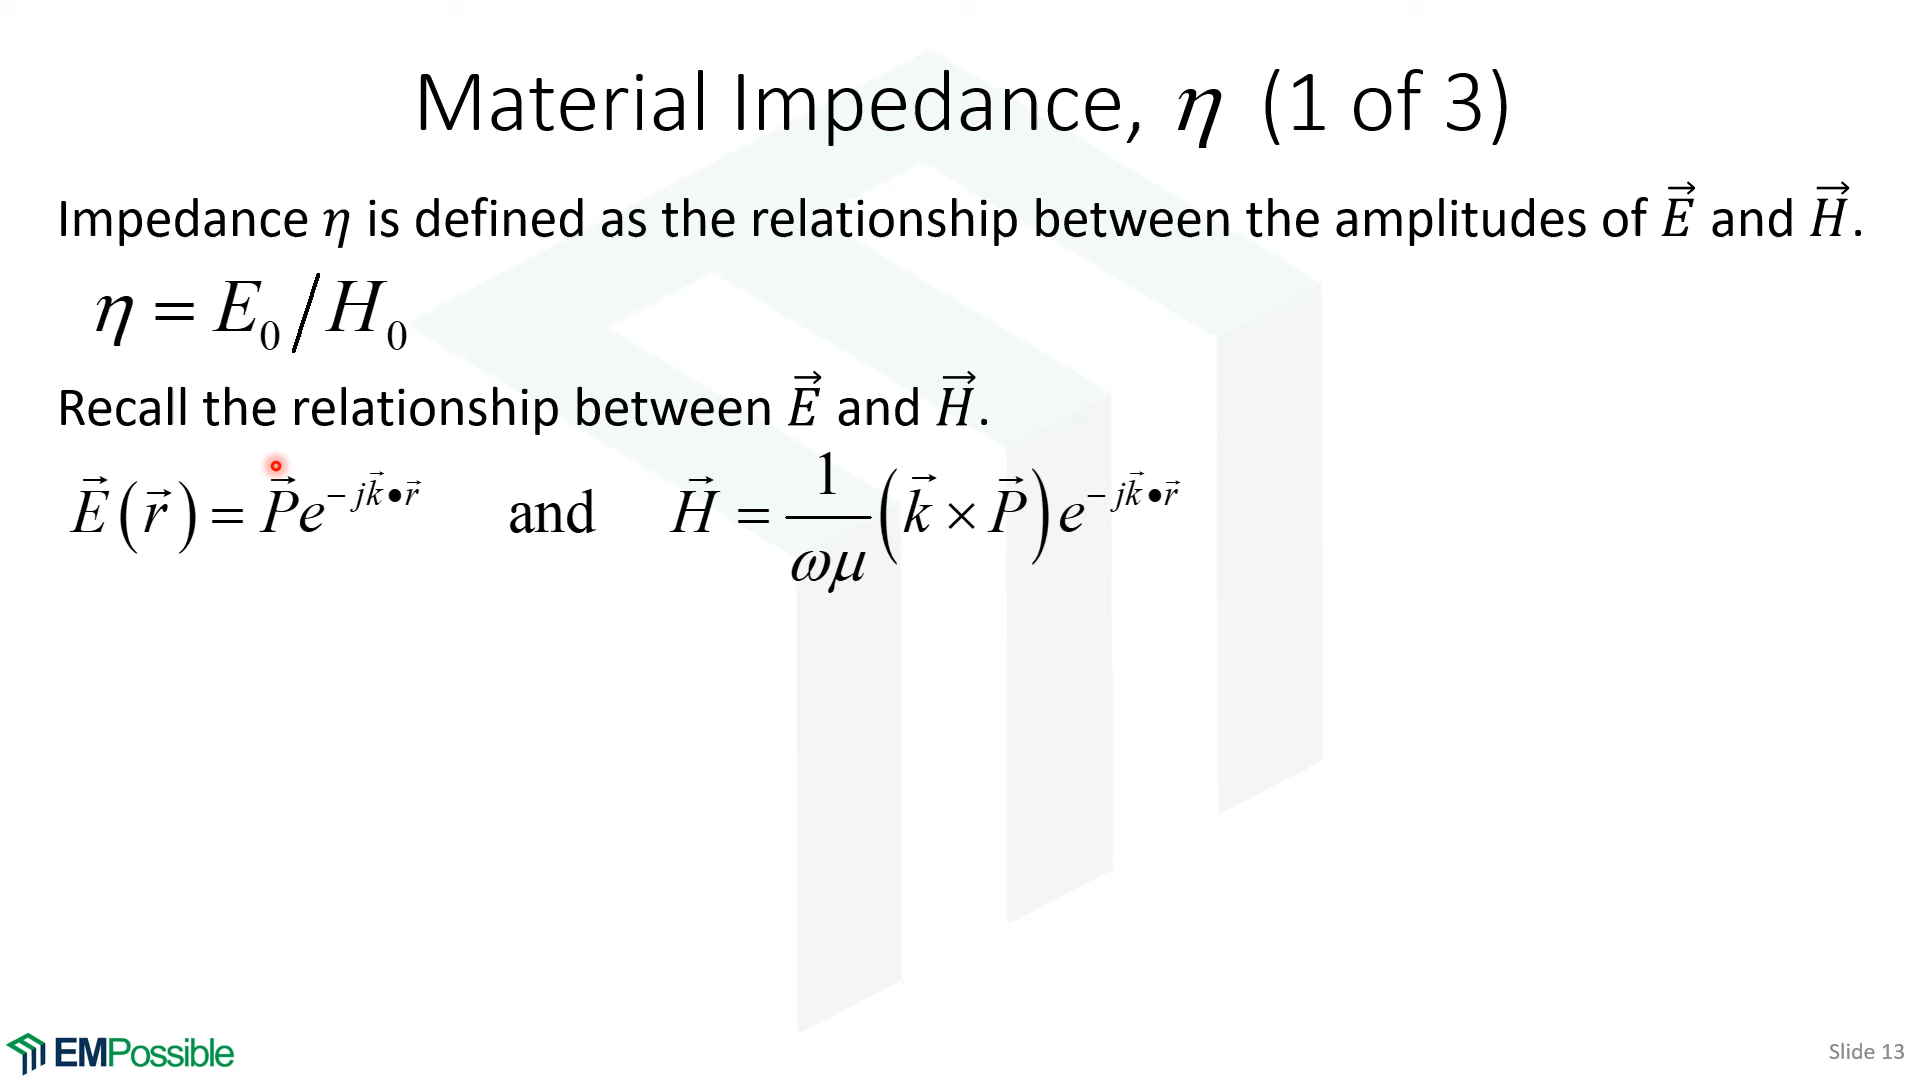 Material Impedance, η (1 of 3)
Impedance η is defined as the relationship between the amplitudes of E⃗ and H⃗.
η = E₀/H₀
Recall the relationship between E⃗ and H⃗.
E⃗(r⃗) = P⃗e^{−jk⃗•r⃗} and H⃗ = 1/ωμ (k⃗ × P⃗) e^{−jk⃗•r⃗}
EMPossible
Slide 13